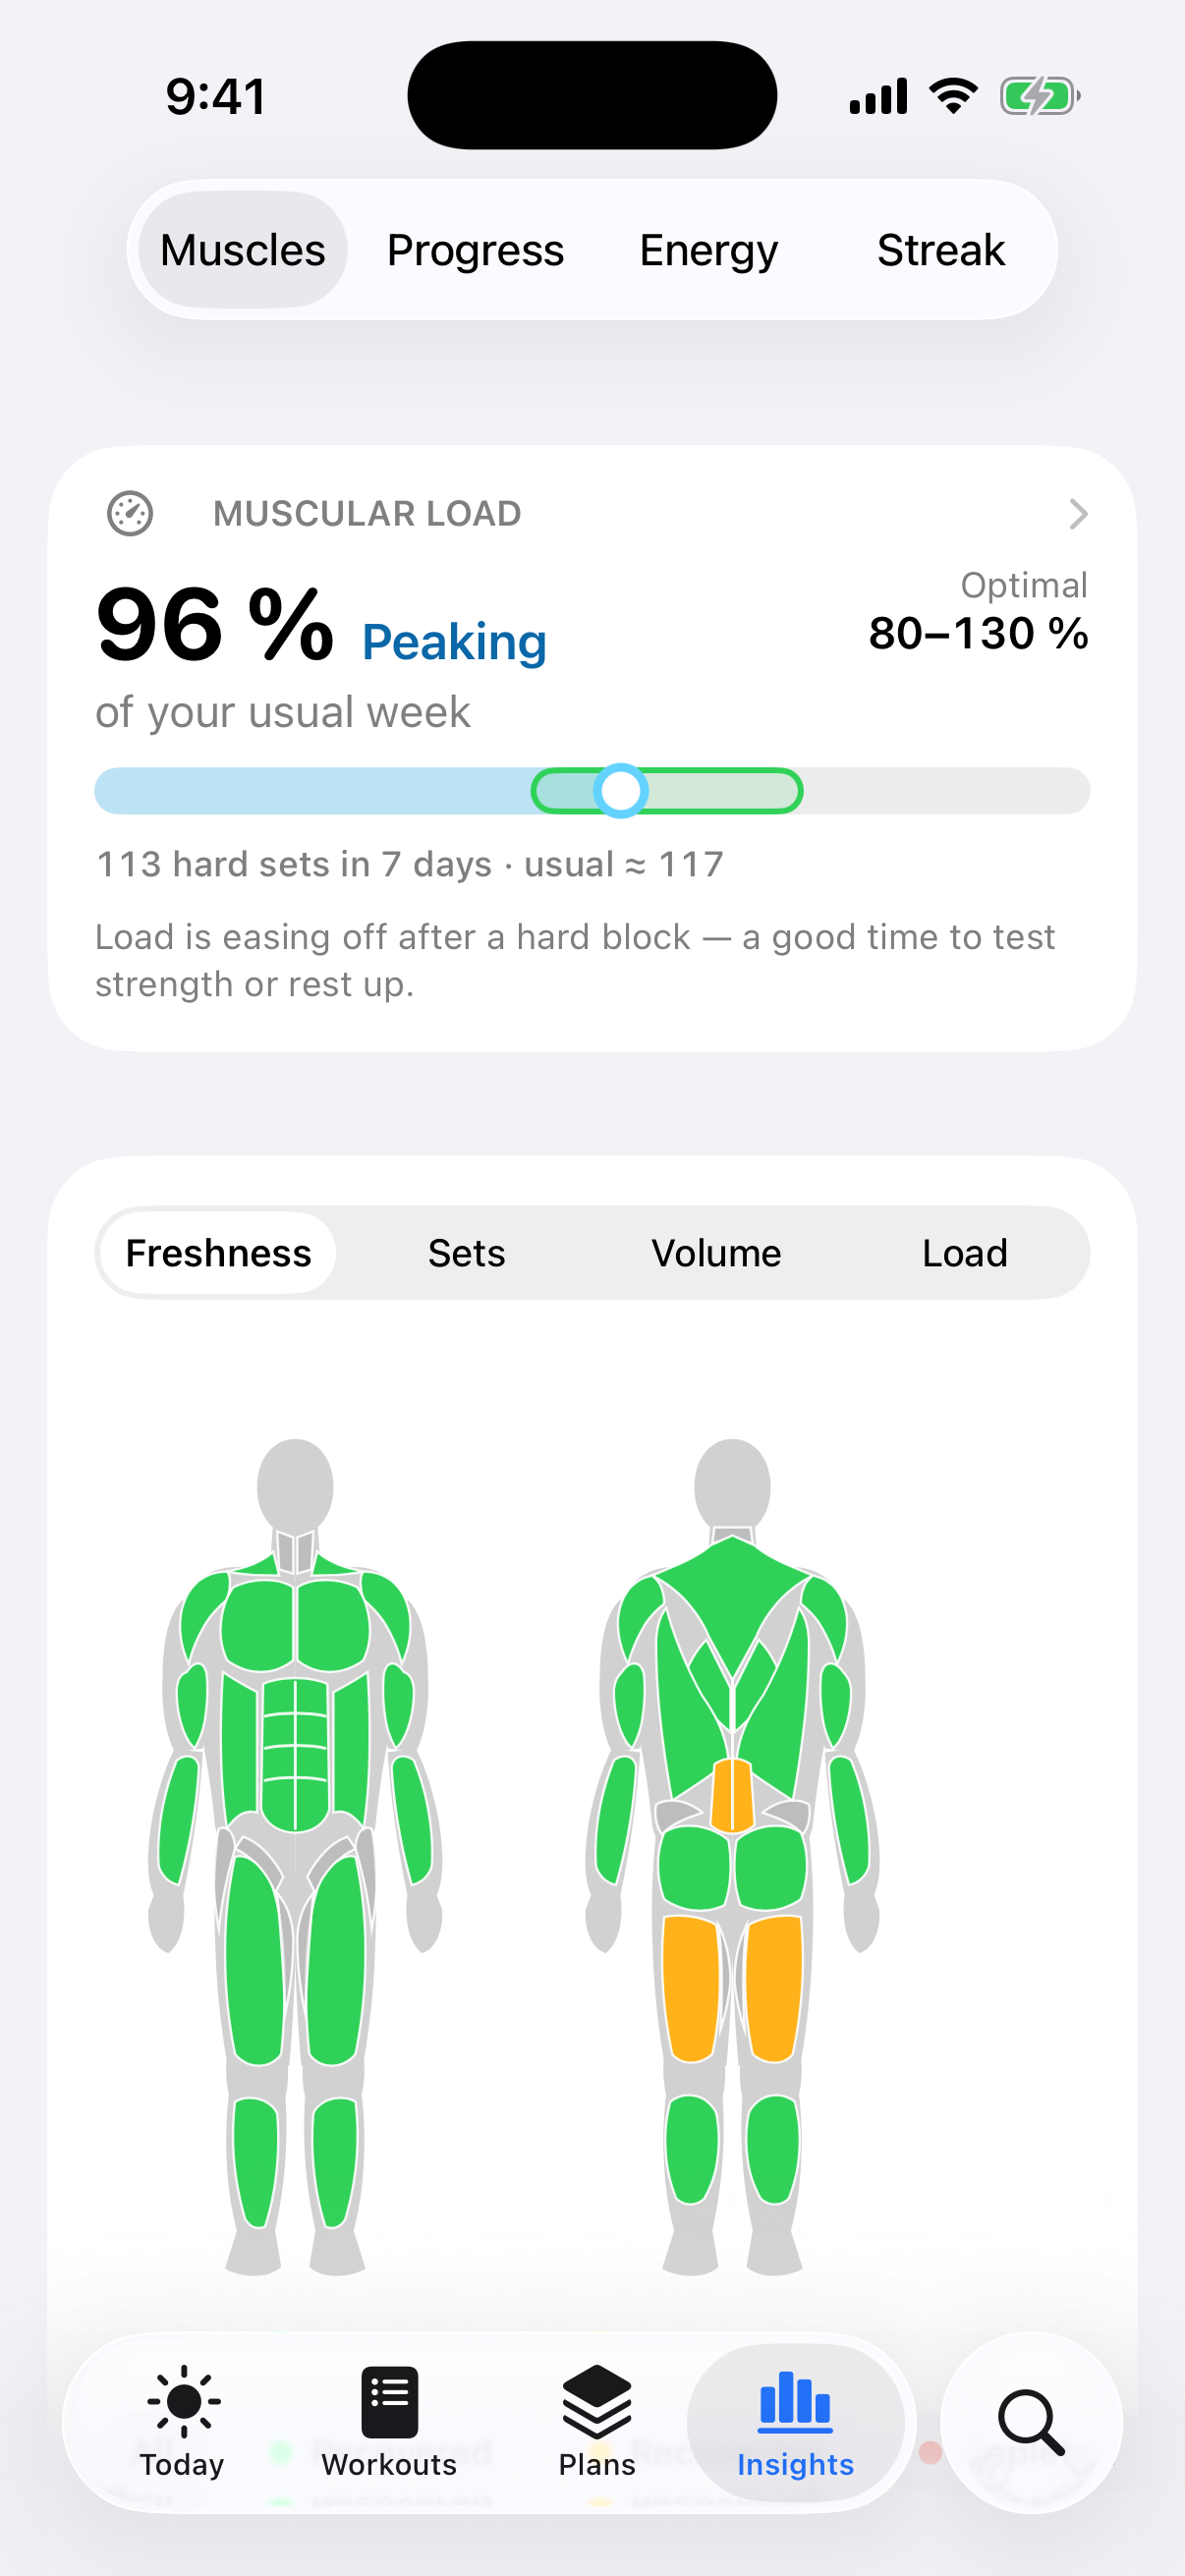 9:41
Muscles Progress Energy Streak
MUSCULAR LOAD
96 % Peaking
Optimal
80–130 %
of your usual week
113 hard sets in 7 days · usual ≈ 117
Load is easing off after a hard block — a good time to test
strength or rest up.
Freshness Sets Volume Load
Today Workouts Plans Insights